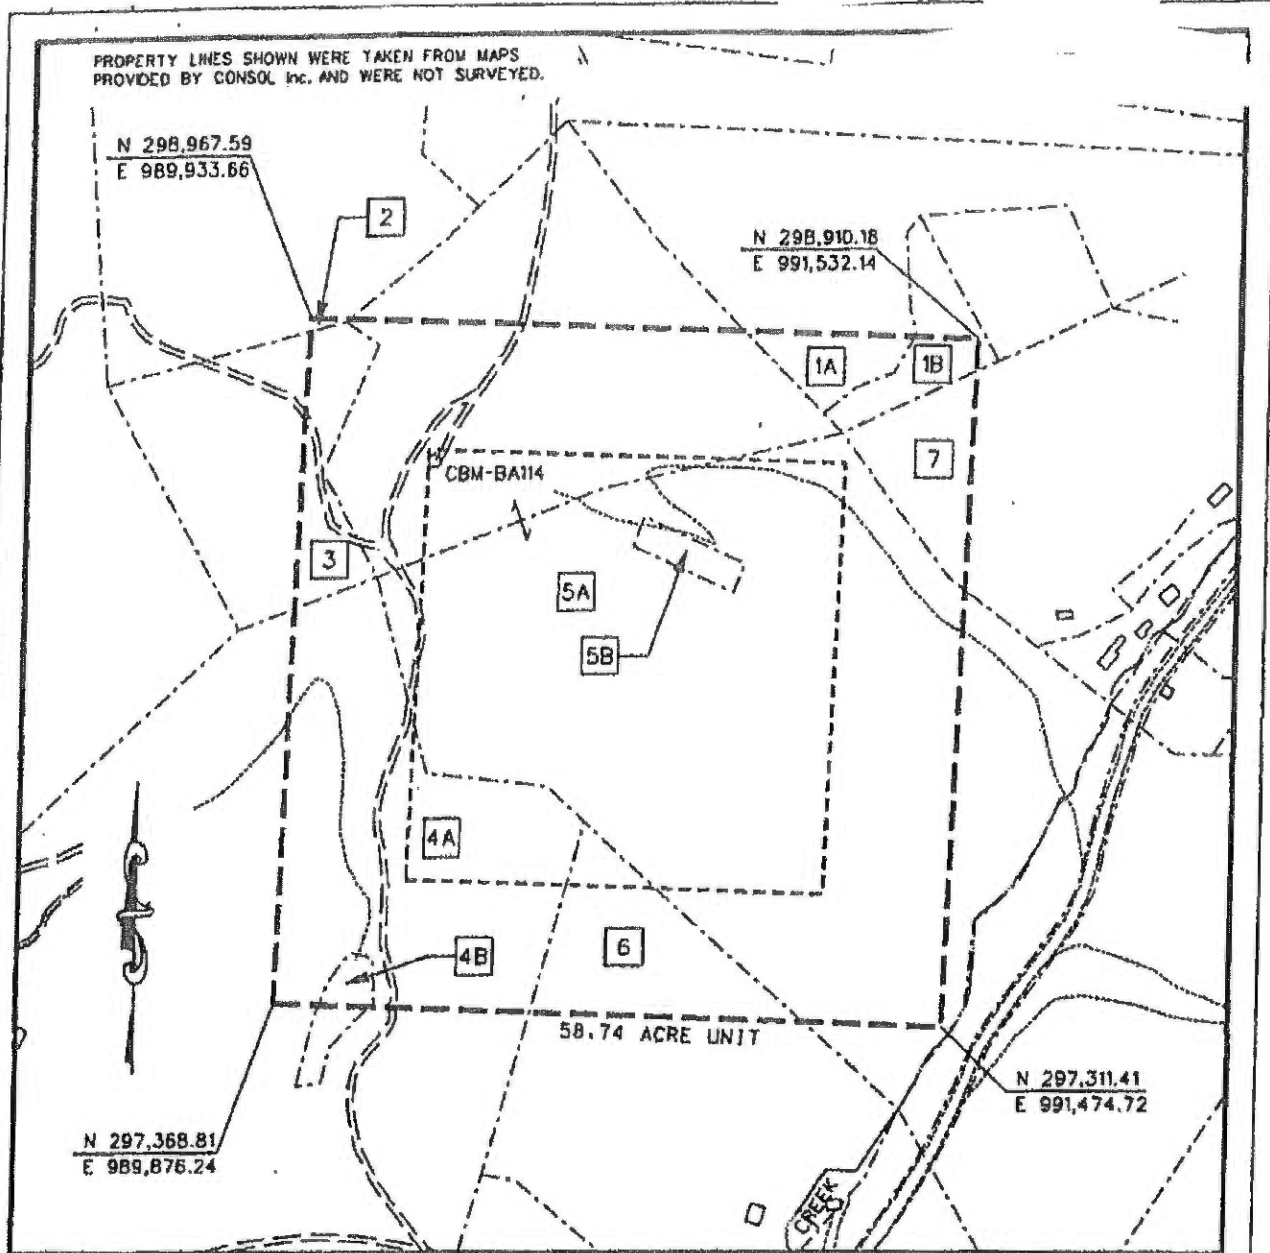 PROPERTY LINES SHOWN WERE TAKEN FROM MAPS
PROVIDED BY CONSOL Inc. AND WERE NOT SURVEYED.
N 298,967.59
E 989,933.66
2
N 298,910.18
E 991,532.14
1A
1B
7
CBM-BA114
3
5A
5B
4A
4B
6
58.74 ACRE UNIT
N 297,311.41
E 991,474.72
N 297,368.81
E 989,876.24
CREEK